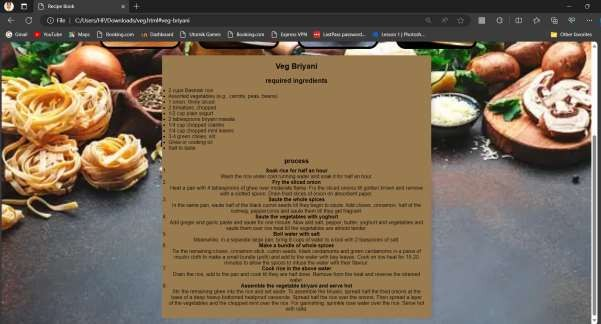 Recipe Book
File C:/Users/HP/Downloads/veg.html#veg-briyani
Gmail YouTube Maps Booking.com Dashboard Utomik Games Booking.com Express VPN LastPass password... Lesson 1 | Photosh... Other favorites
Veg Briyani
required ingredients
2 cups Basmati rice
Assorted vegetables (e.g., carrots, peas, beans)
1 onion, thinly sliced
2 tomatoes, chopped
1/2 cup plain yogurt
2 tablespoons biryani masala
1/4 cup chopped cilantro
1/4 cup chopped mint leaves
3-4 green chilies, slit
Ghee or cooking oil
Salt to taste
process
Soak rice for half an hour
Wash the rice under cold running water and soak it for half an hour.
Fry the sliced onion
Heat a pan with 4 tablespoons of ghee over moderate flame. Fry the sliced onions till golden brown and remove
with a slotted spoon. Drain fried slices of onion on absorbent paper.
3. Saute the whole spices
In the same pan, saute half of the black cumin seeds till they begin to crack. Add cloves, cinnamon, half of the
nutmeg, peppercorns and saute them till they get fragrant.
4. Saute the vegetables with yoghurt
Add ginger and garlic paste and saute for one minute. Now add salt, pepper, butter, yoghurt and vegetables and
saute them over low heat till the vegetables are almost tender.
5. Boil water with salt
Meanwhile, in a separate large pan, bring 8 cups of water to a boil with 2 teaspoons of salt.
6. Make a bundle of whole spices
Tie the remaining cloves, cinnamon stick, cumin seeds, black cardamoms and green cardamoms in a piece of
muslin cloth to make a small bundle (potli) and add to the water with bay leaves. Cook on low heat for 15-20
minutes to allow the spices to infuse the water with their flavour.
7. Cook rice in the above water
Drain the rice, add to the pan and cook till they are half done. Remove from the heat and reserve the strained
water.
8. Assemble the vegetable biryani and serve hot
Stir the remaining ghee into the rice and set aside. To assemble the biryani, spread half the fried onions at the
base of a deep heavy-bottomed heatproof casserole. Spread half the rice over the onions. Then spread a layer
of the vegetables and the chopped mint over the rice. For garnishing, sprinkle rose water over the rice. Serve hot
with raita